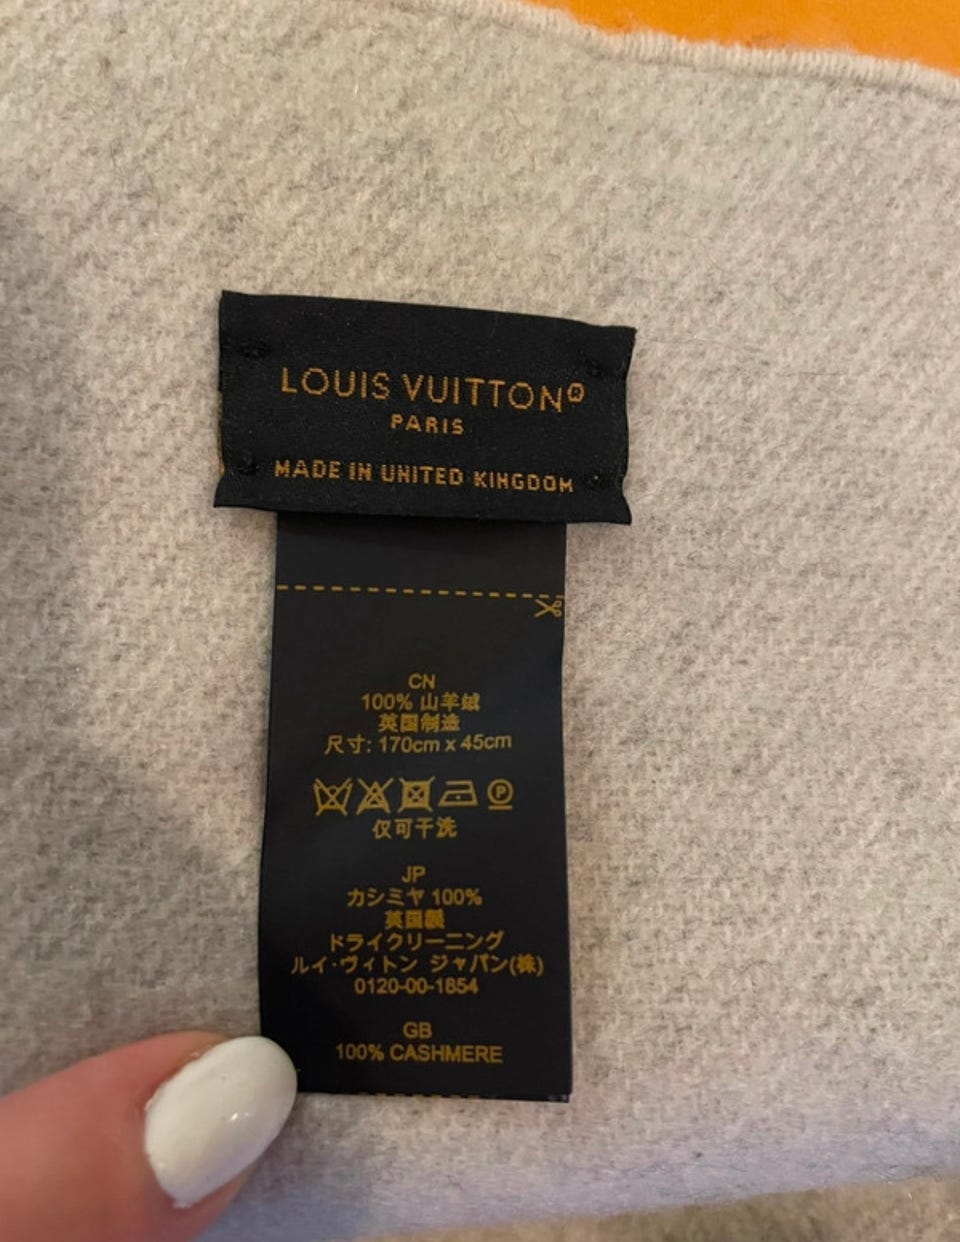 LOUIS VUITTON®
PARIS
MADE IN UNITED KINGDOM
CN
100% 山羊绒
英国制造
尺寸: 170cm x 45cm
P
仅可干洗
JP
カシミヤ 100%
英国製
ドライクリーニング
ルイ·ヴィトン ジャパン(株)
0120-00-1854
GB
100% CASHMERE